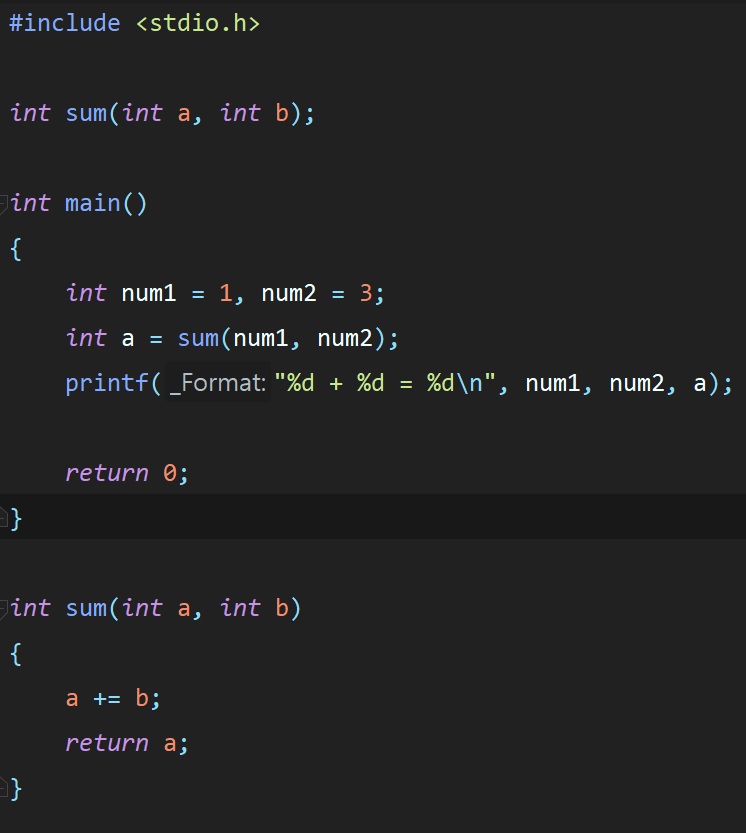 #include <stdio.h>
int sum(int a, int b);
int main()
{
int num1 = 1, num2 = 3;
int a = sum(num1, num2);
printf( _Format: "%d + %d = %d\n", num1, num2, a);
return 0;
}
int sum(int a, int b)
{
a += b;
return a;
}